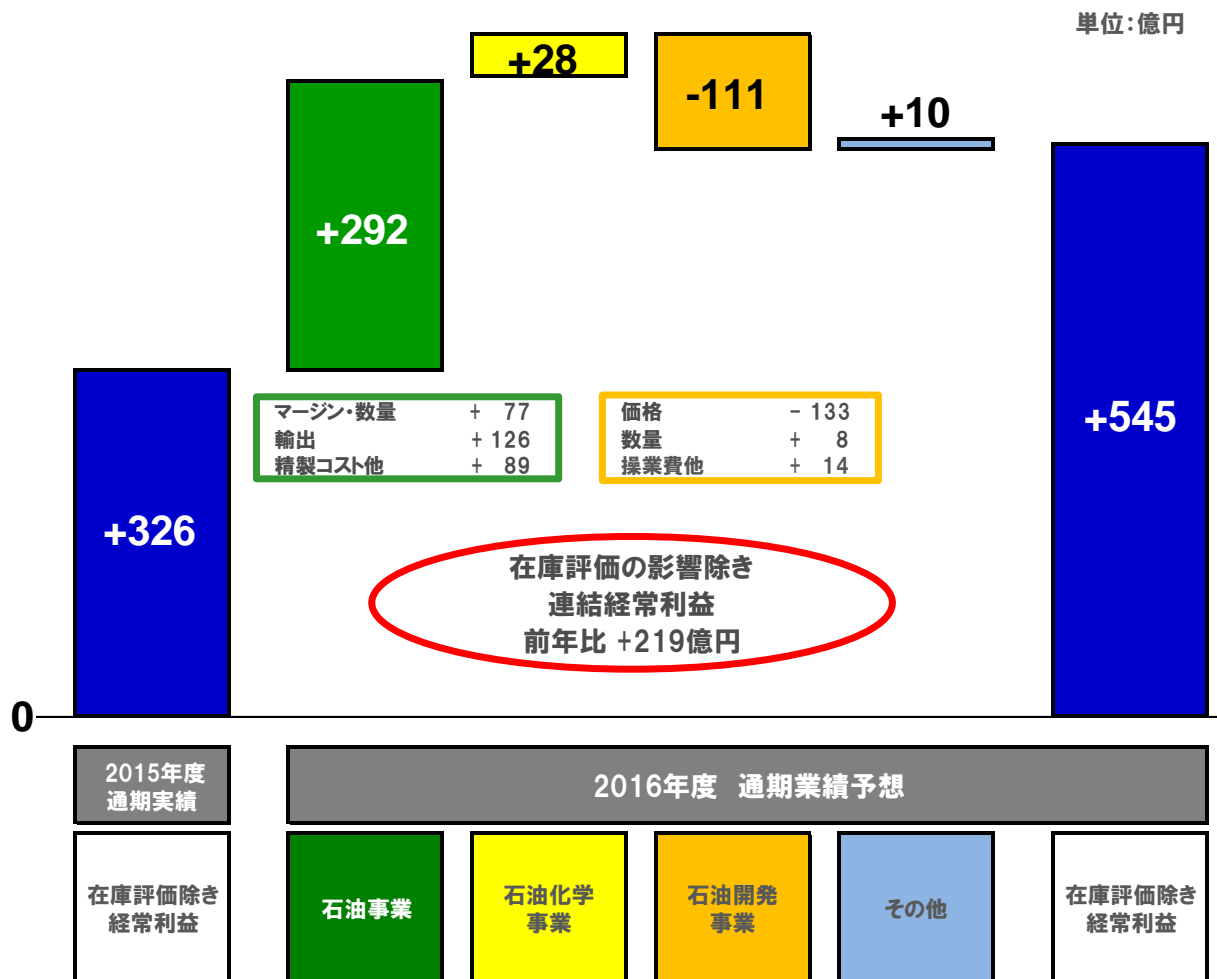 単位：億円
+28
-111
+10
+292
+545
+326
マージン・数量 + 77
輸出 + 126
精製コスト他 + 89
価格 - 133
数量 + 8
操業費他 + 14
在庫評価の影響除き
連結経常利益
前年比 +219億円
0
2015年度
通期実績
2016年度 通期業績予想
在庫評価除き
経常利益
石油事業
石油化学
事業
石油開発
事業
その他
在庫評価除き
経常利益